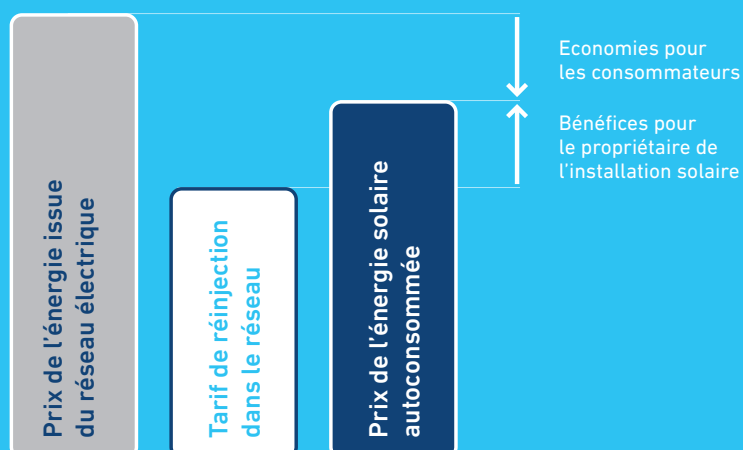 Prix de l’énergie issue
du réseau électrique
Tarif de réinjection
dans le réseau
Prix de l’énergie solaire
autoconsommée
Economies pour
les consommateurs
Bénéfices pour
le propriétaire de
l’installation solaire